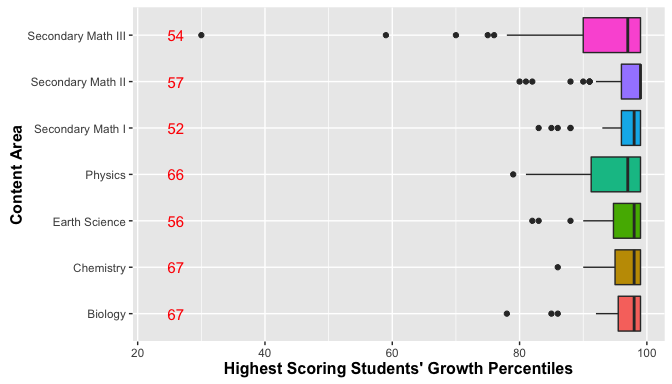 Secondary Math III 54
Secondary Math II 57
Secondary Math I 52
Physics 66
Earth Science 56
Chemistry 67
Biology 67
Content Area
20 40 60 80 100
Highest Scoring Students' Growth Percentiles